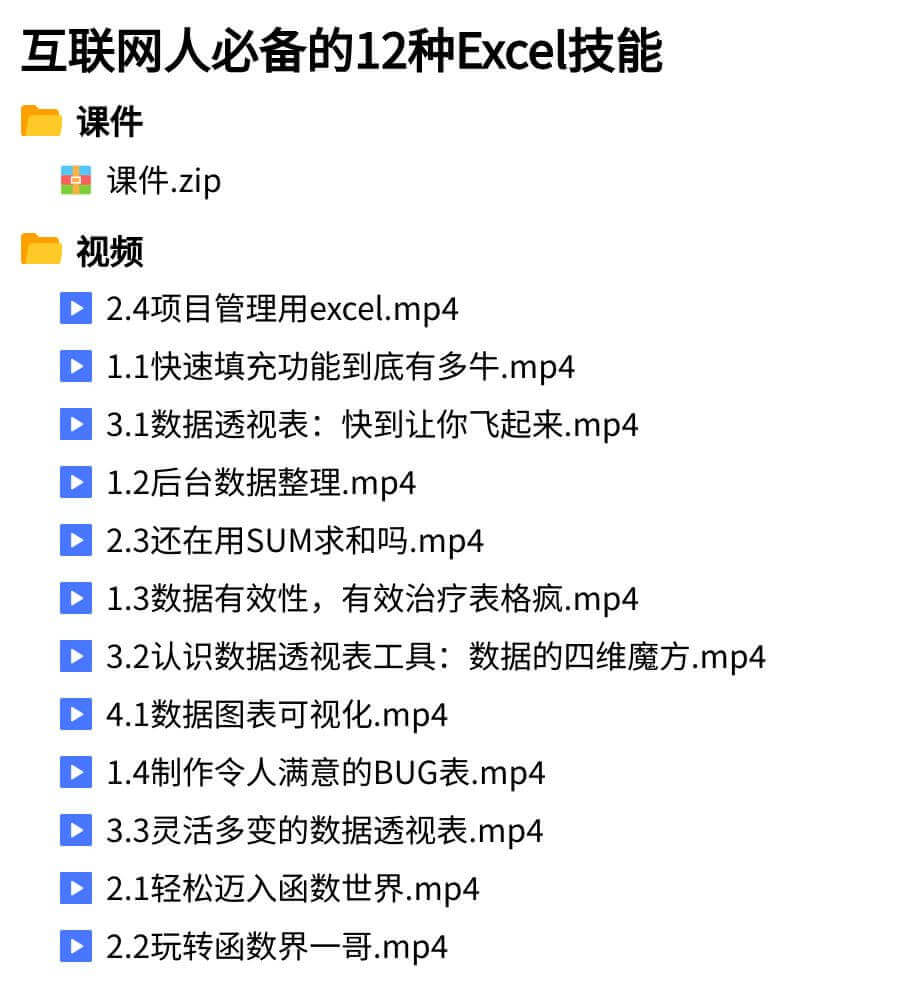 互联网人必备的12种Excel技能
课件
课件.zip
视频
2.4项目管理用excel.mp4
1.1快速填充功能到底有多牛.mp4
3.1数据透视表：快到让你飞起来.mp4
1.2后台数据整理.mp4
2.3还在用SUM求和吗.mp4
1.3数据有效性，有效治疗表格疯.mp4
3.2认识数据透视表工具：数据的四维魔方.mp4
4.1数据图表可视化.mp4
1.4制作令人满意的BUG表.mp4
3.3灵活多变的数据透视表.mp4
2.1轻松迈入函数世界.mp4
2.2玩转函数界一哥.mp4